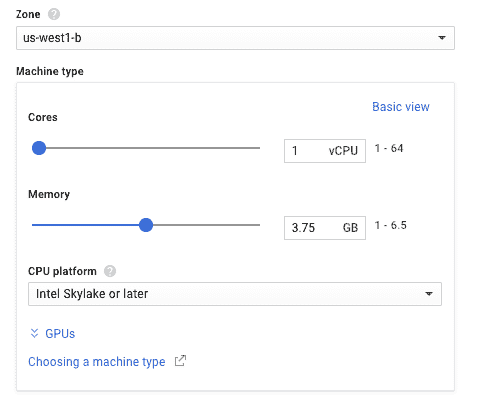 Zone ?
us-west1-b
Machine type
Basic view
Cores
1 vCPU 1 - 64
Memory
3.75 GB 1 - 6.5
CPU platform ?
Intel Skylake or later
GPUs
Choosing a machine type